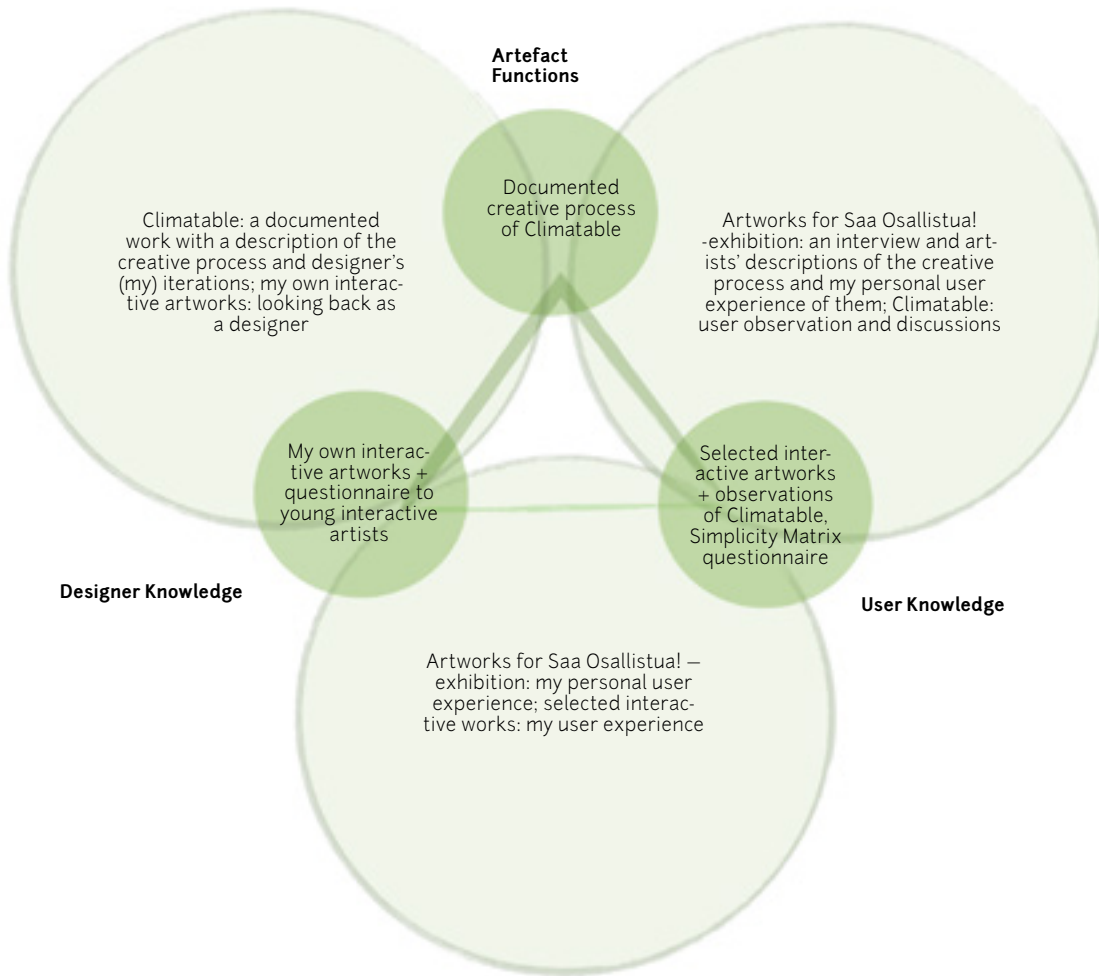 Artefact
Functions
Documented
creative process
of Climatable
Climatable: a documented
work with a description of the
creative process and designer’s
(my) iterations; my own interac-
tive artworks: looking back as
a designer
Artworks for Saa Osallistua!
-exhibition: an interview and art-
ists’ descriptions of the creative
process and my personal user
experience of them; Climatable:
user observation and discussions
My own interac-
tive artworks +
questionnaire to
young interactive
artists
Selected inter-
active artworks
+ observations
of Climatable,
Simplicity Matrix
questionnaire
Designer Knowledge
User Knowledge
Artworks for Saa Osallistua! —
exhibition: my personal user
experience; selected interac-
tive works: my user experience